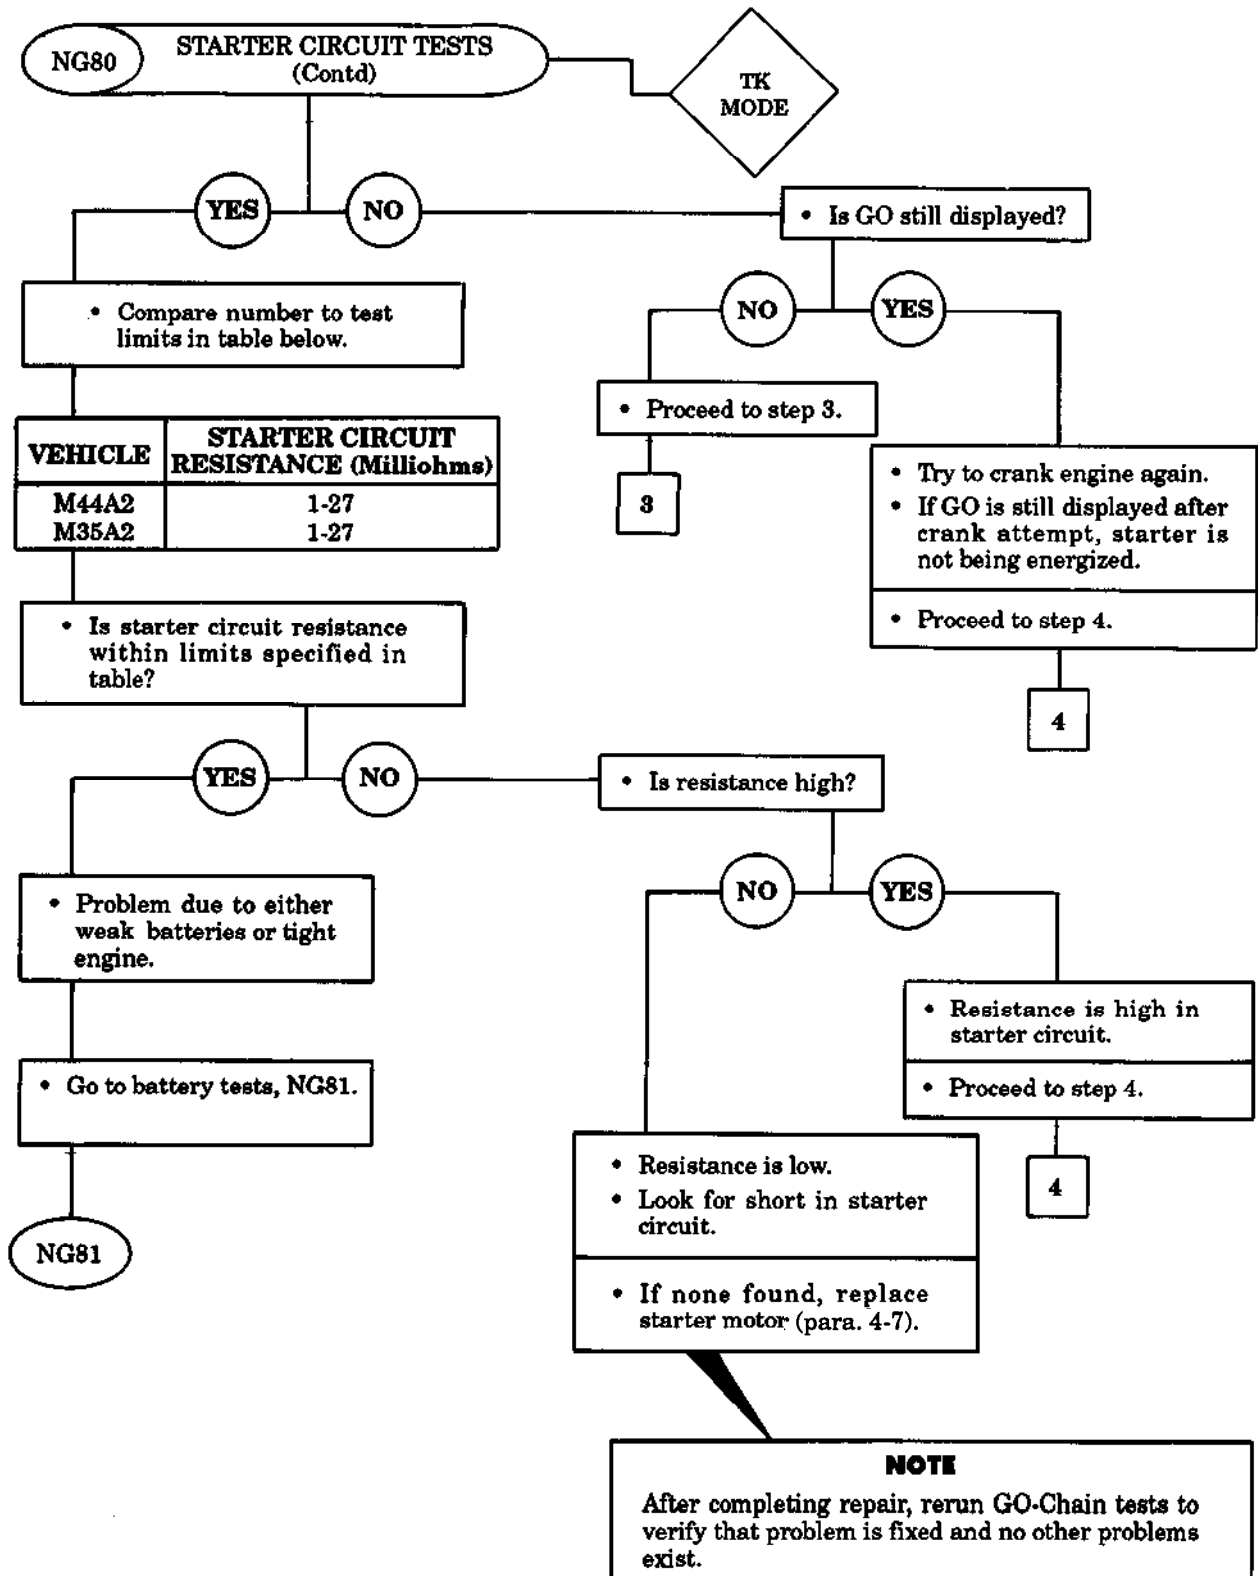 NG80
STARTER CIRCUIT TESTS
(Contd)
TK
MODE
YES
NO
• Is GO still displayed?
• Compare number to test
limits in table below.
NO
YES
• Proceed to step 3.
3
VEHICLE
STARTER CIRCUIT
RESISTANCE (Milliohms)
M44A2 1-27
M35A2 1-27
• Try to crank engine again.
• If GO is still displayed after
crank attempt, starter is
not being energized.
• Proceed to step 4.
4
• Is starter circuit resistance
within limits specified in
table?
YES
NO
• Is resistance high?
• Problem due to either
weak batteries or tight
engine.
NO
YES
• Resistance is high in
starter circuit.
• Proceed to step 4.
4
• Go to battery tests, NG81.
NG81
• Resistance is low.
• Look for short in starter
circuit.
• If none found, replace
starter motor (para. 4-7).
NOTE
After completing repair, rerun GO-Chain tests to
verify that problem is fixed and no other problems
exist.